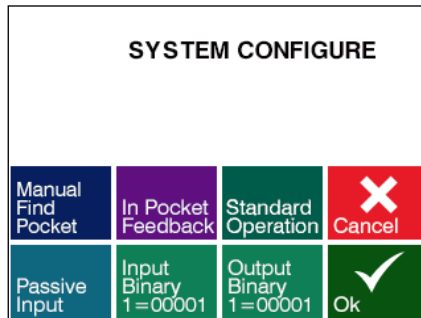 SYSTEM CONFIGURE
Manual
Find
Pocket
In Pocket
Feedback
Standard
Operation
Cancel
Passive
Input
Input
Binary
1=00001
Output
Binary
1=00001
Ok